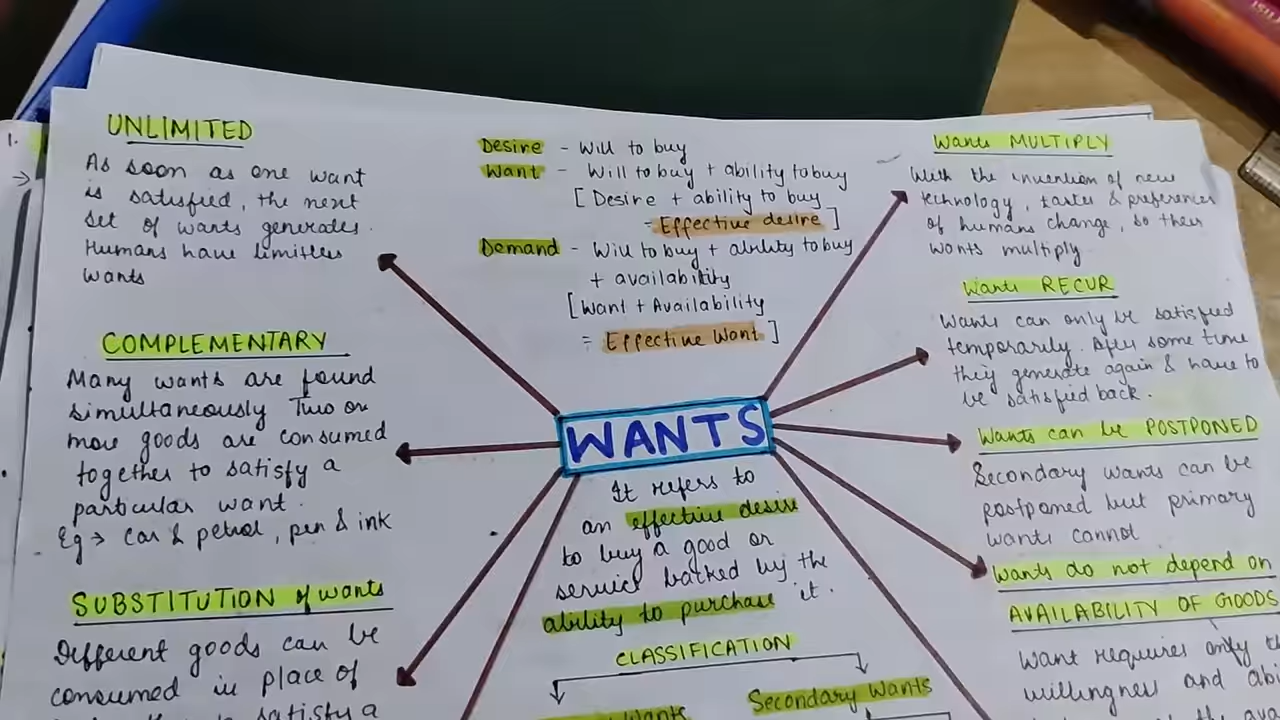 1.
UNLIMITED
As soon as one want
is satisfied, the next
set of wants generates.
Humans have limitless
wants
COMPLEMENTARY
Many wants are found
simultaneously Two or
more goods are consumed
together to satisfy a
particular want.
Eg → Car & petrol, pen & ink
SUBSTITUTION of wants
Different goods can be
consumed in place of
satisfy a
Desire - Will to buy
Want - Will to buy + ability to buy
[Desire + ability to buy
= Effective desire]
Demand - Will to buy + ability to buy
+ availability
[Want + Availability
= Effective Want]
WANTS
It refers to
an effective desire
to buy a good or
service backed by the
ability to purchase it.
CLASSIFICATION
Wants
Secondary Wants
Wants MULTIPLY
With the invention of new
technology, tastes & preferences
of humans change, so their
wants multiply.
Wants RECUR
Wants can only be satisfied
temporarily. After some time
they generate again & have to
be satisfied back.
Wants can be POSTPONED
Secondary wants can be
postponed but primary
wants cannot
Wants do not depend on
AVAILABILITY OF GOODS
Want requires only
willingness and